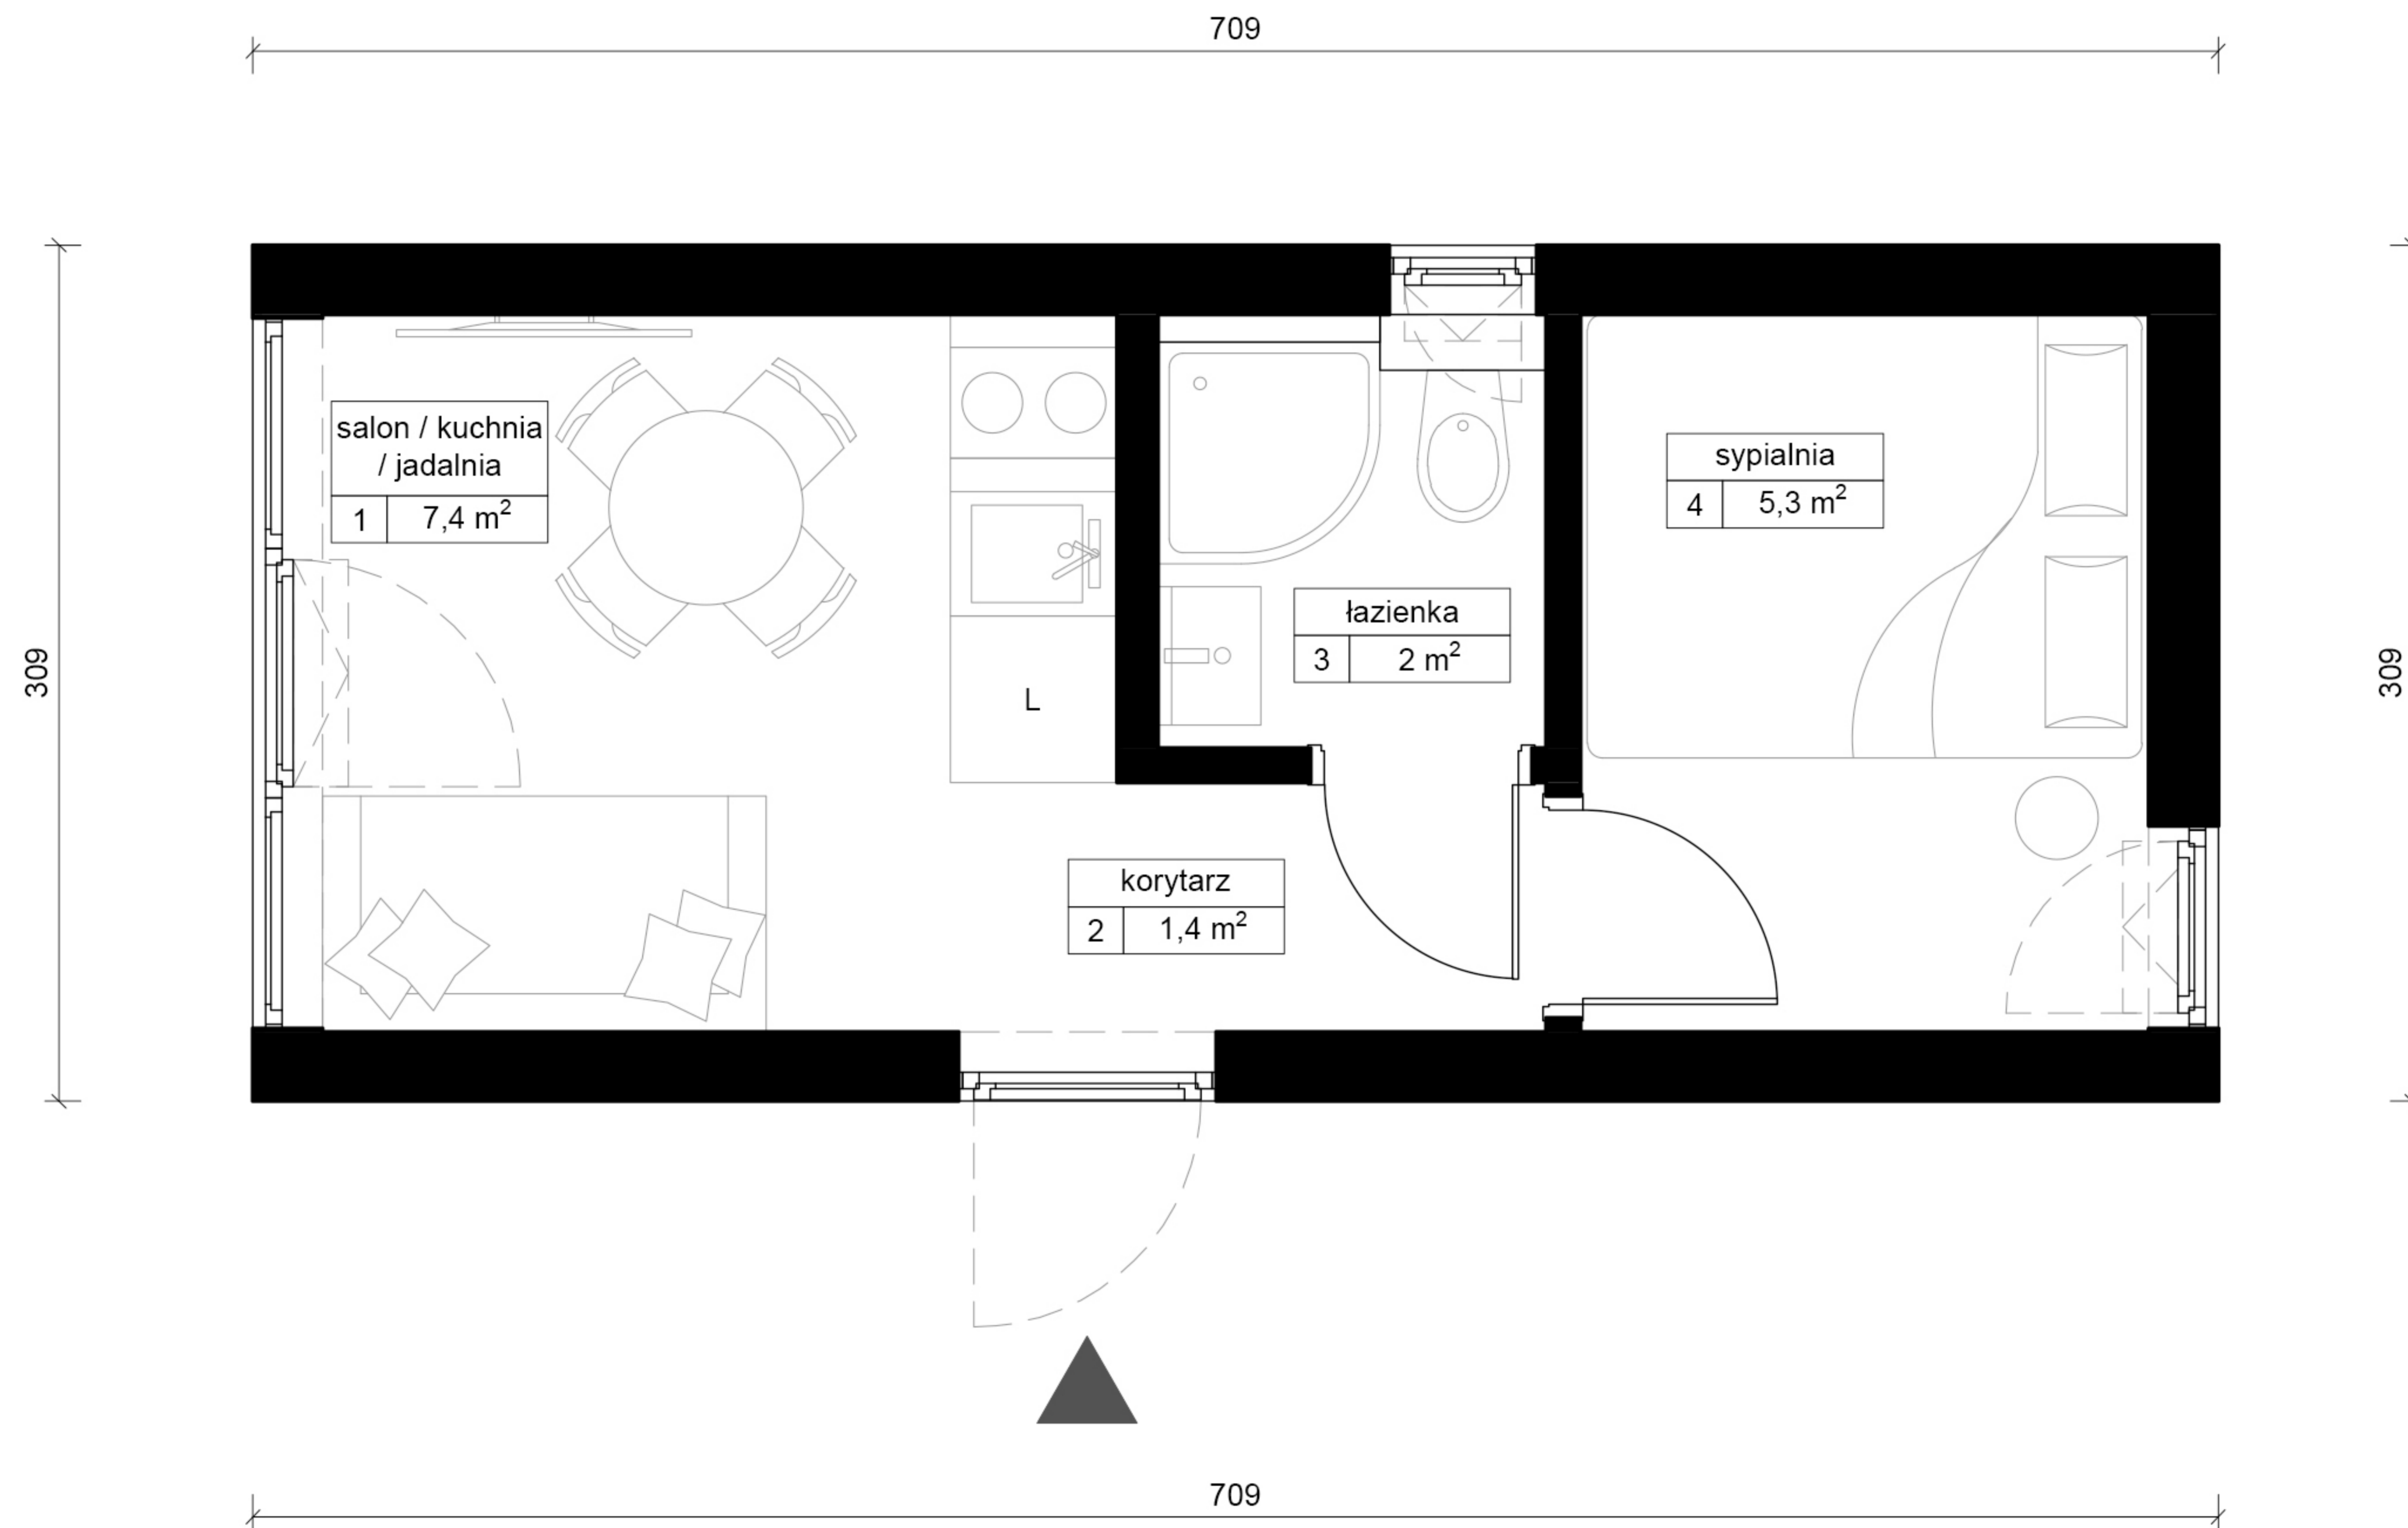 709
309
309
salon / kuchnia
/ jadalnia
1 7,4 m²
sypialnia
4 5,3 m²
łazienka
3 2 m²
L
korytarz
2 1,4 m²
709